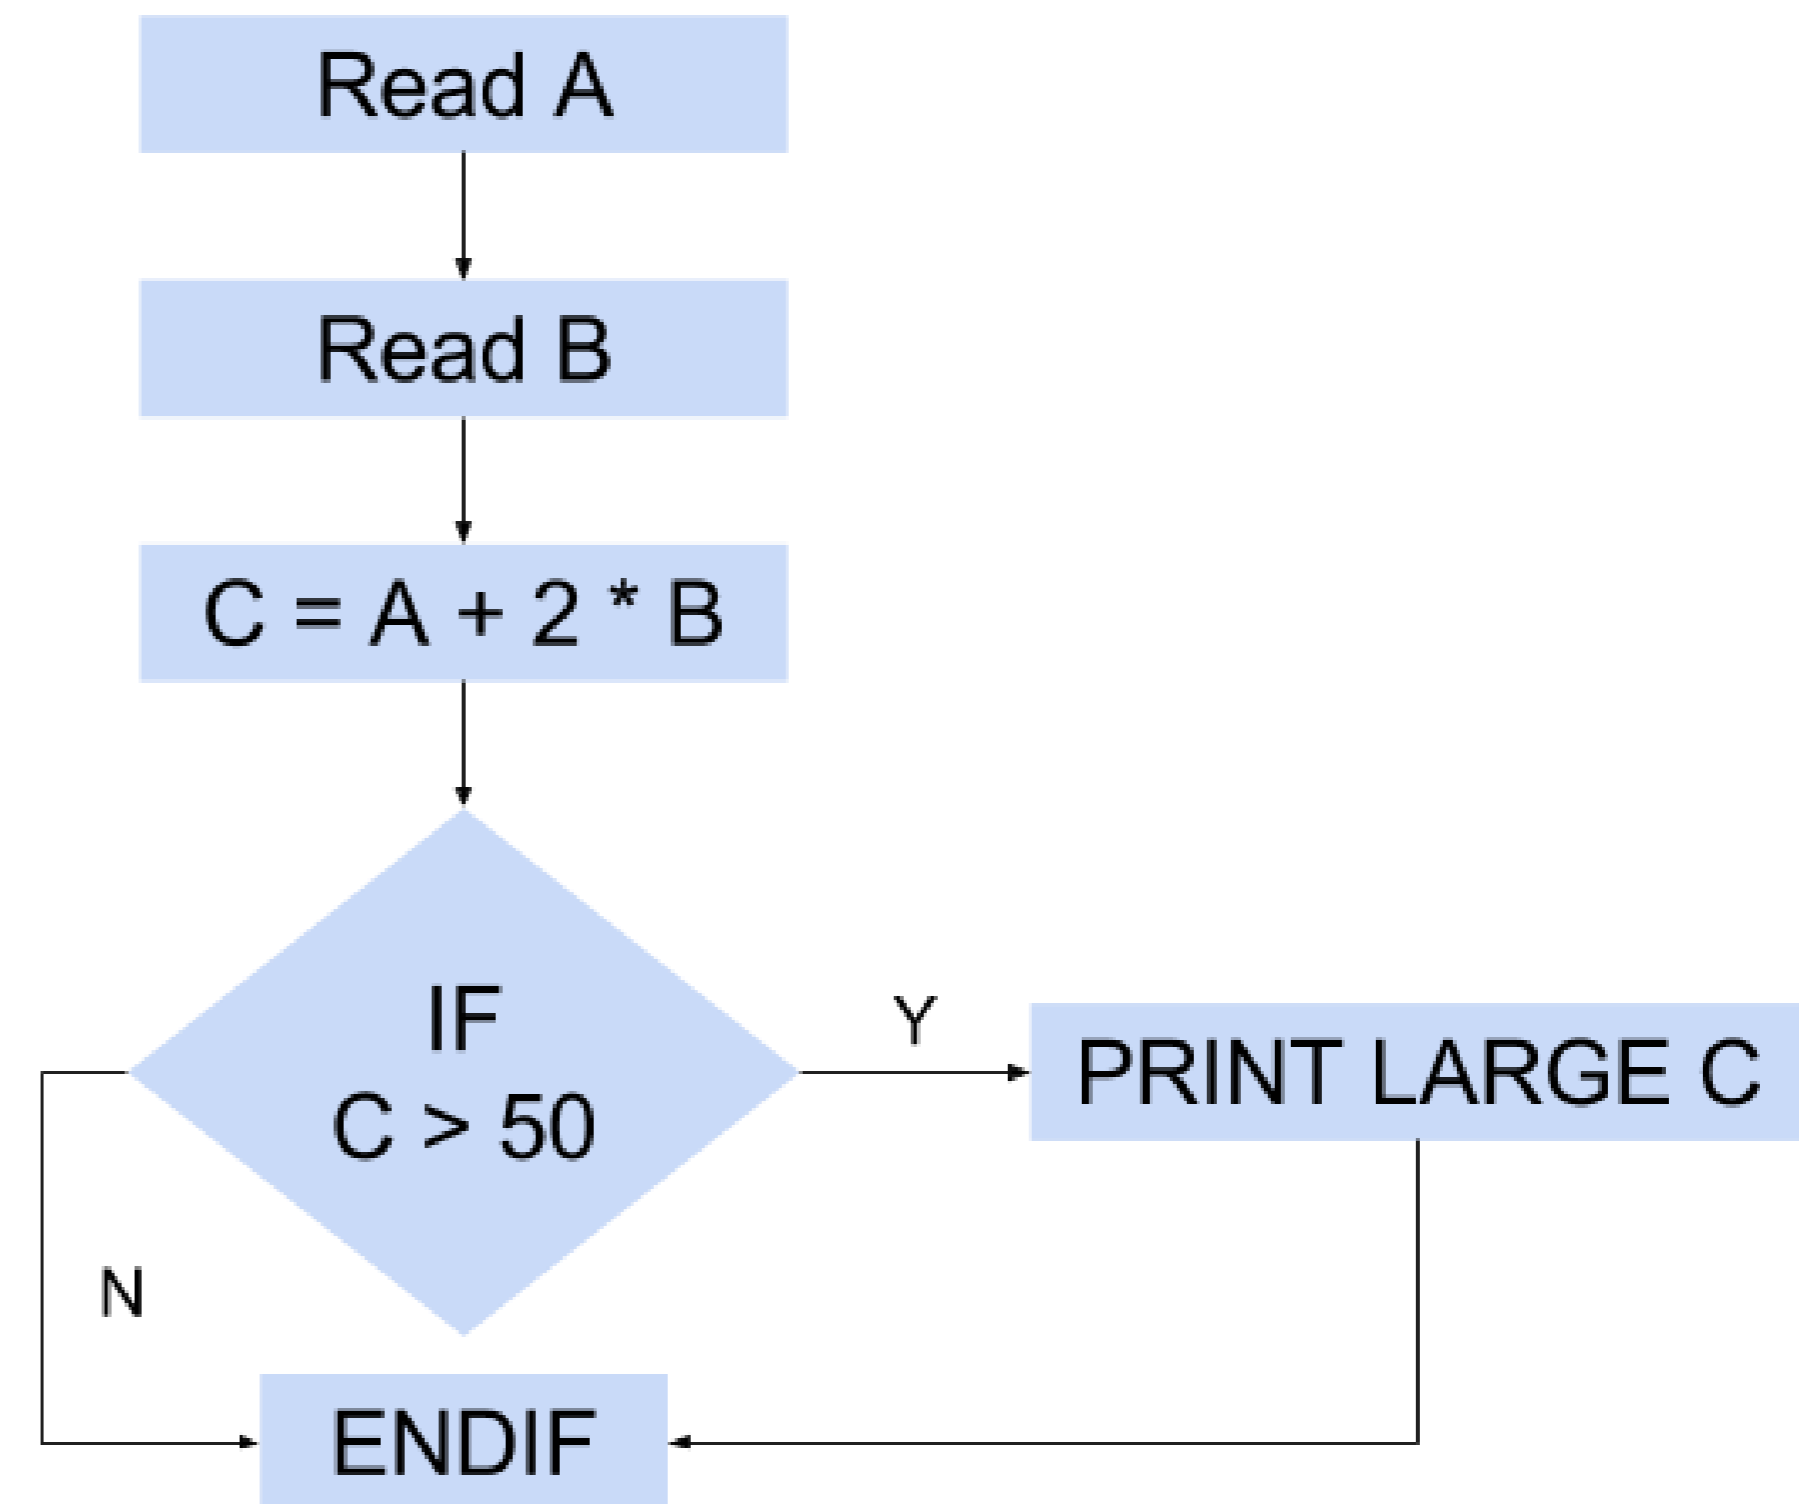 Read A
Read B
C = A + 2 * B
IF
C > 50
Y
PRINT LARGE C
N
ENDIF